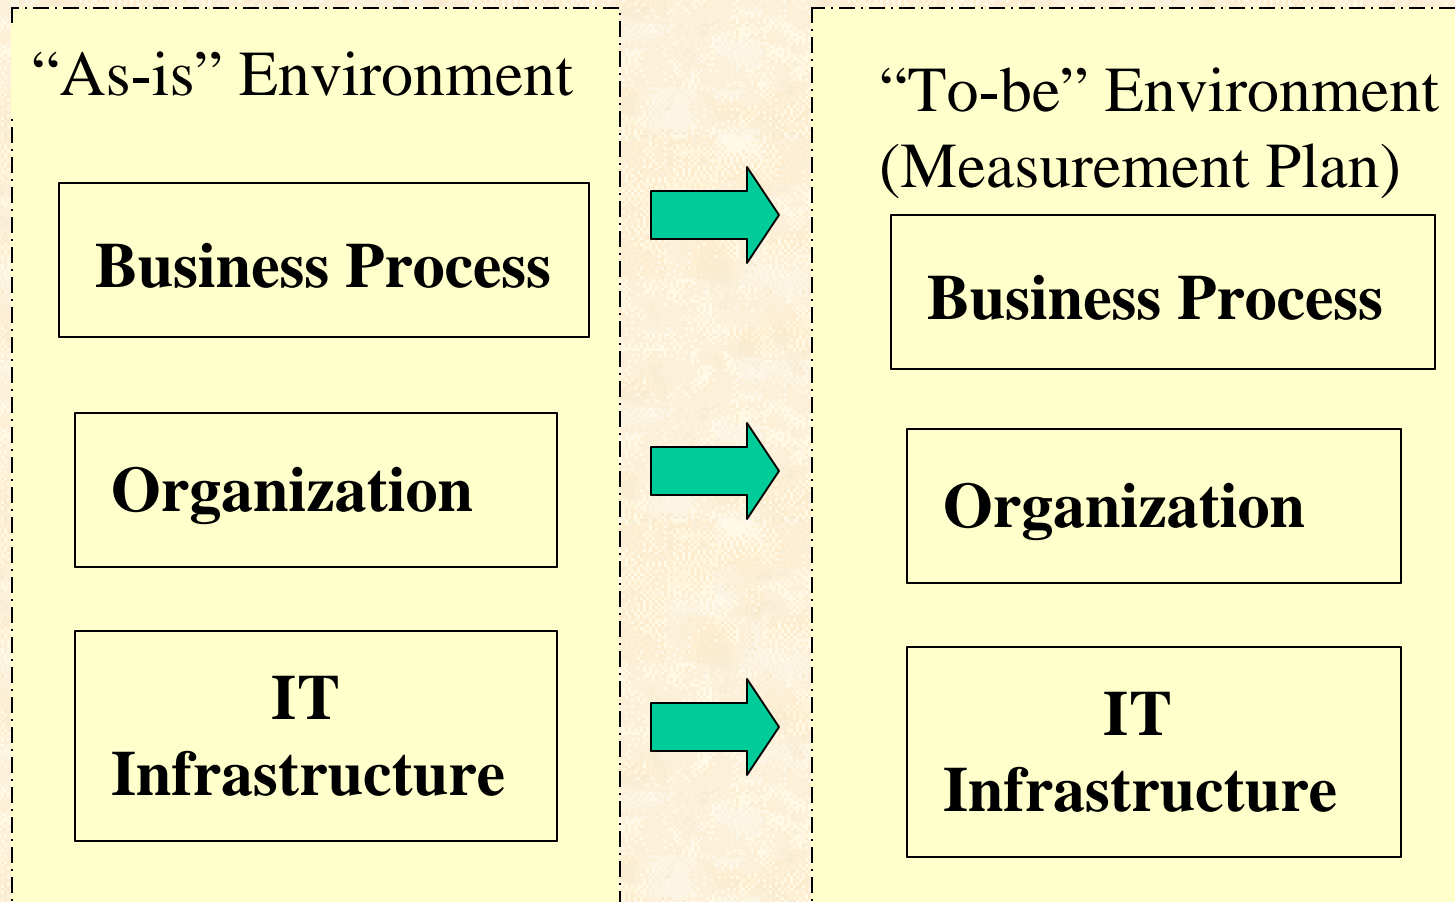 “As-is” Environment
Business Process
Organization
IT
Infrastructure
“To-be” Environment
(Measurement Plan)
Business Process
Organization
IT
Infrastructure